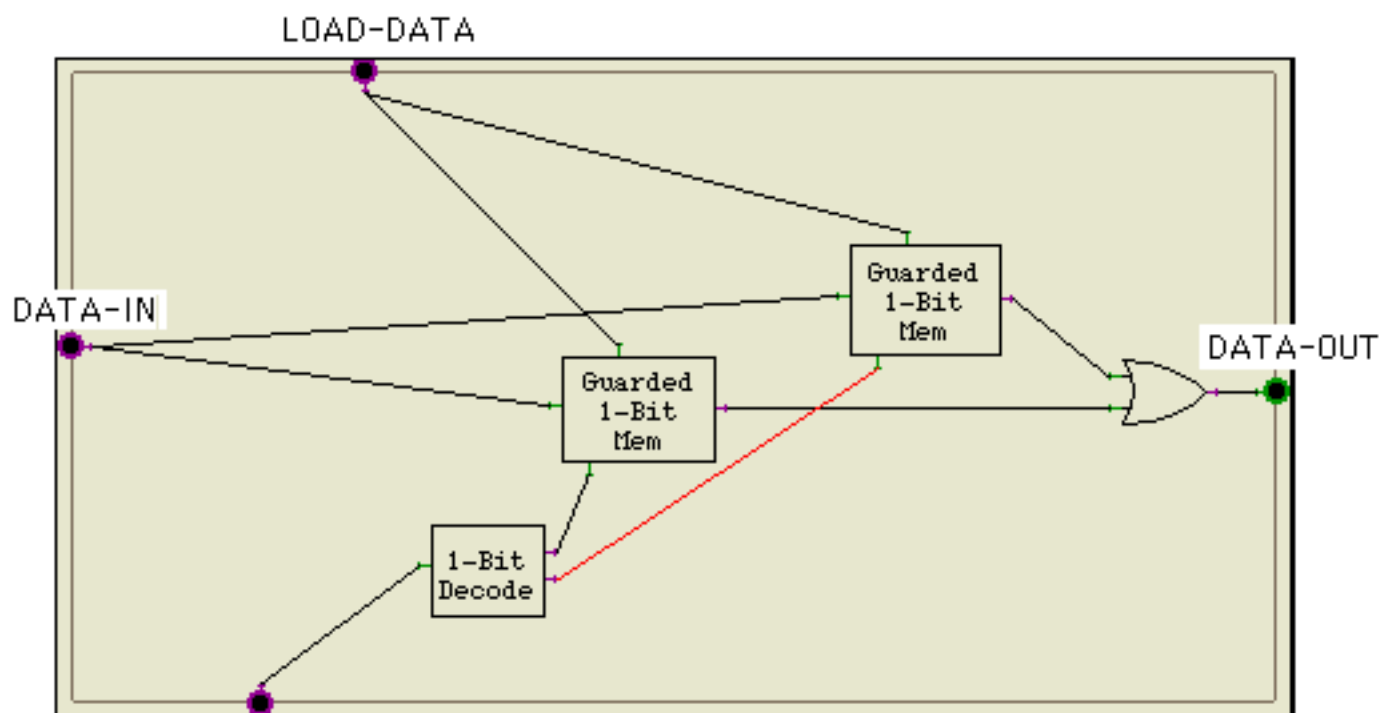 LOAD-DATA
DATA-IN
Guarded
1-Bit
Mem
DATA-OUT
Guarded
1-Bit
Mem
1-Bit
Decode